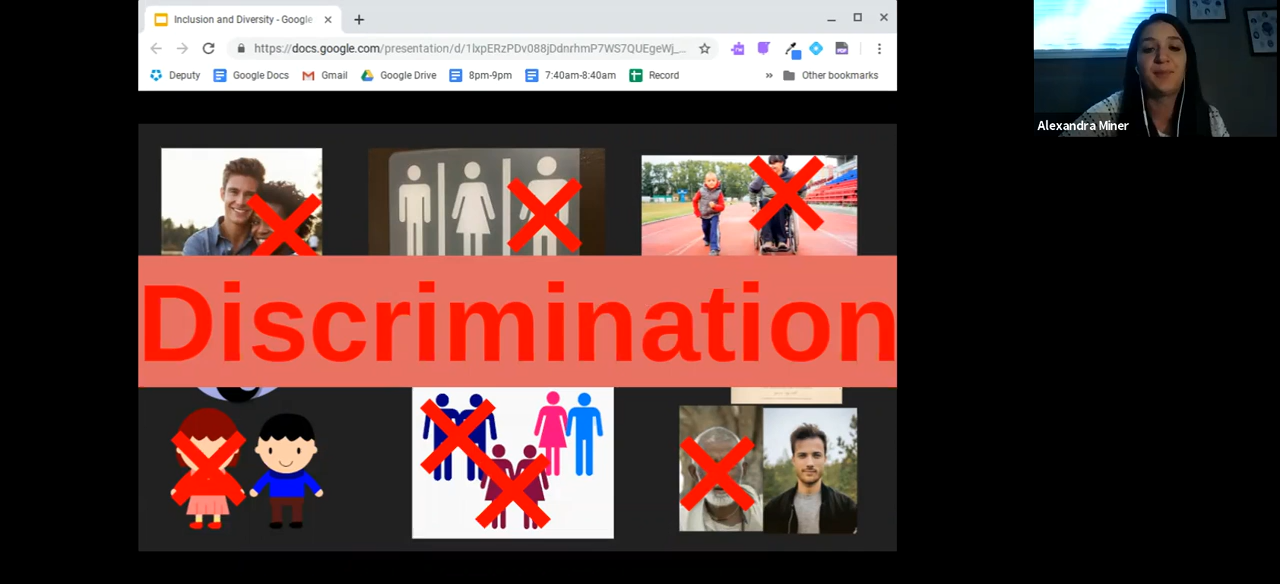 Inclusion and Diversity - Google
https://docs.google.com/presentation/d/1lxpERzPDv088jDdnrhmP7WS7QUEgeWj_...
Deputy Google Docs Gmail Google Drive 8pm-9pm 7:40am-8:40am Record » Other bookmarks
Alexandra Miner
Discrimination